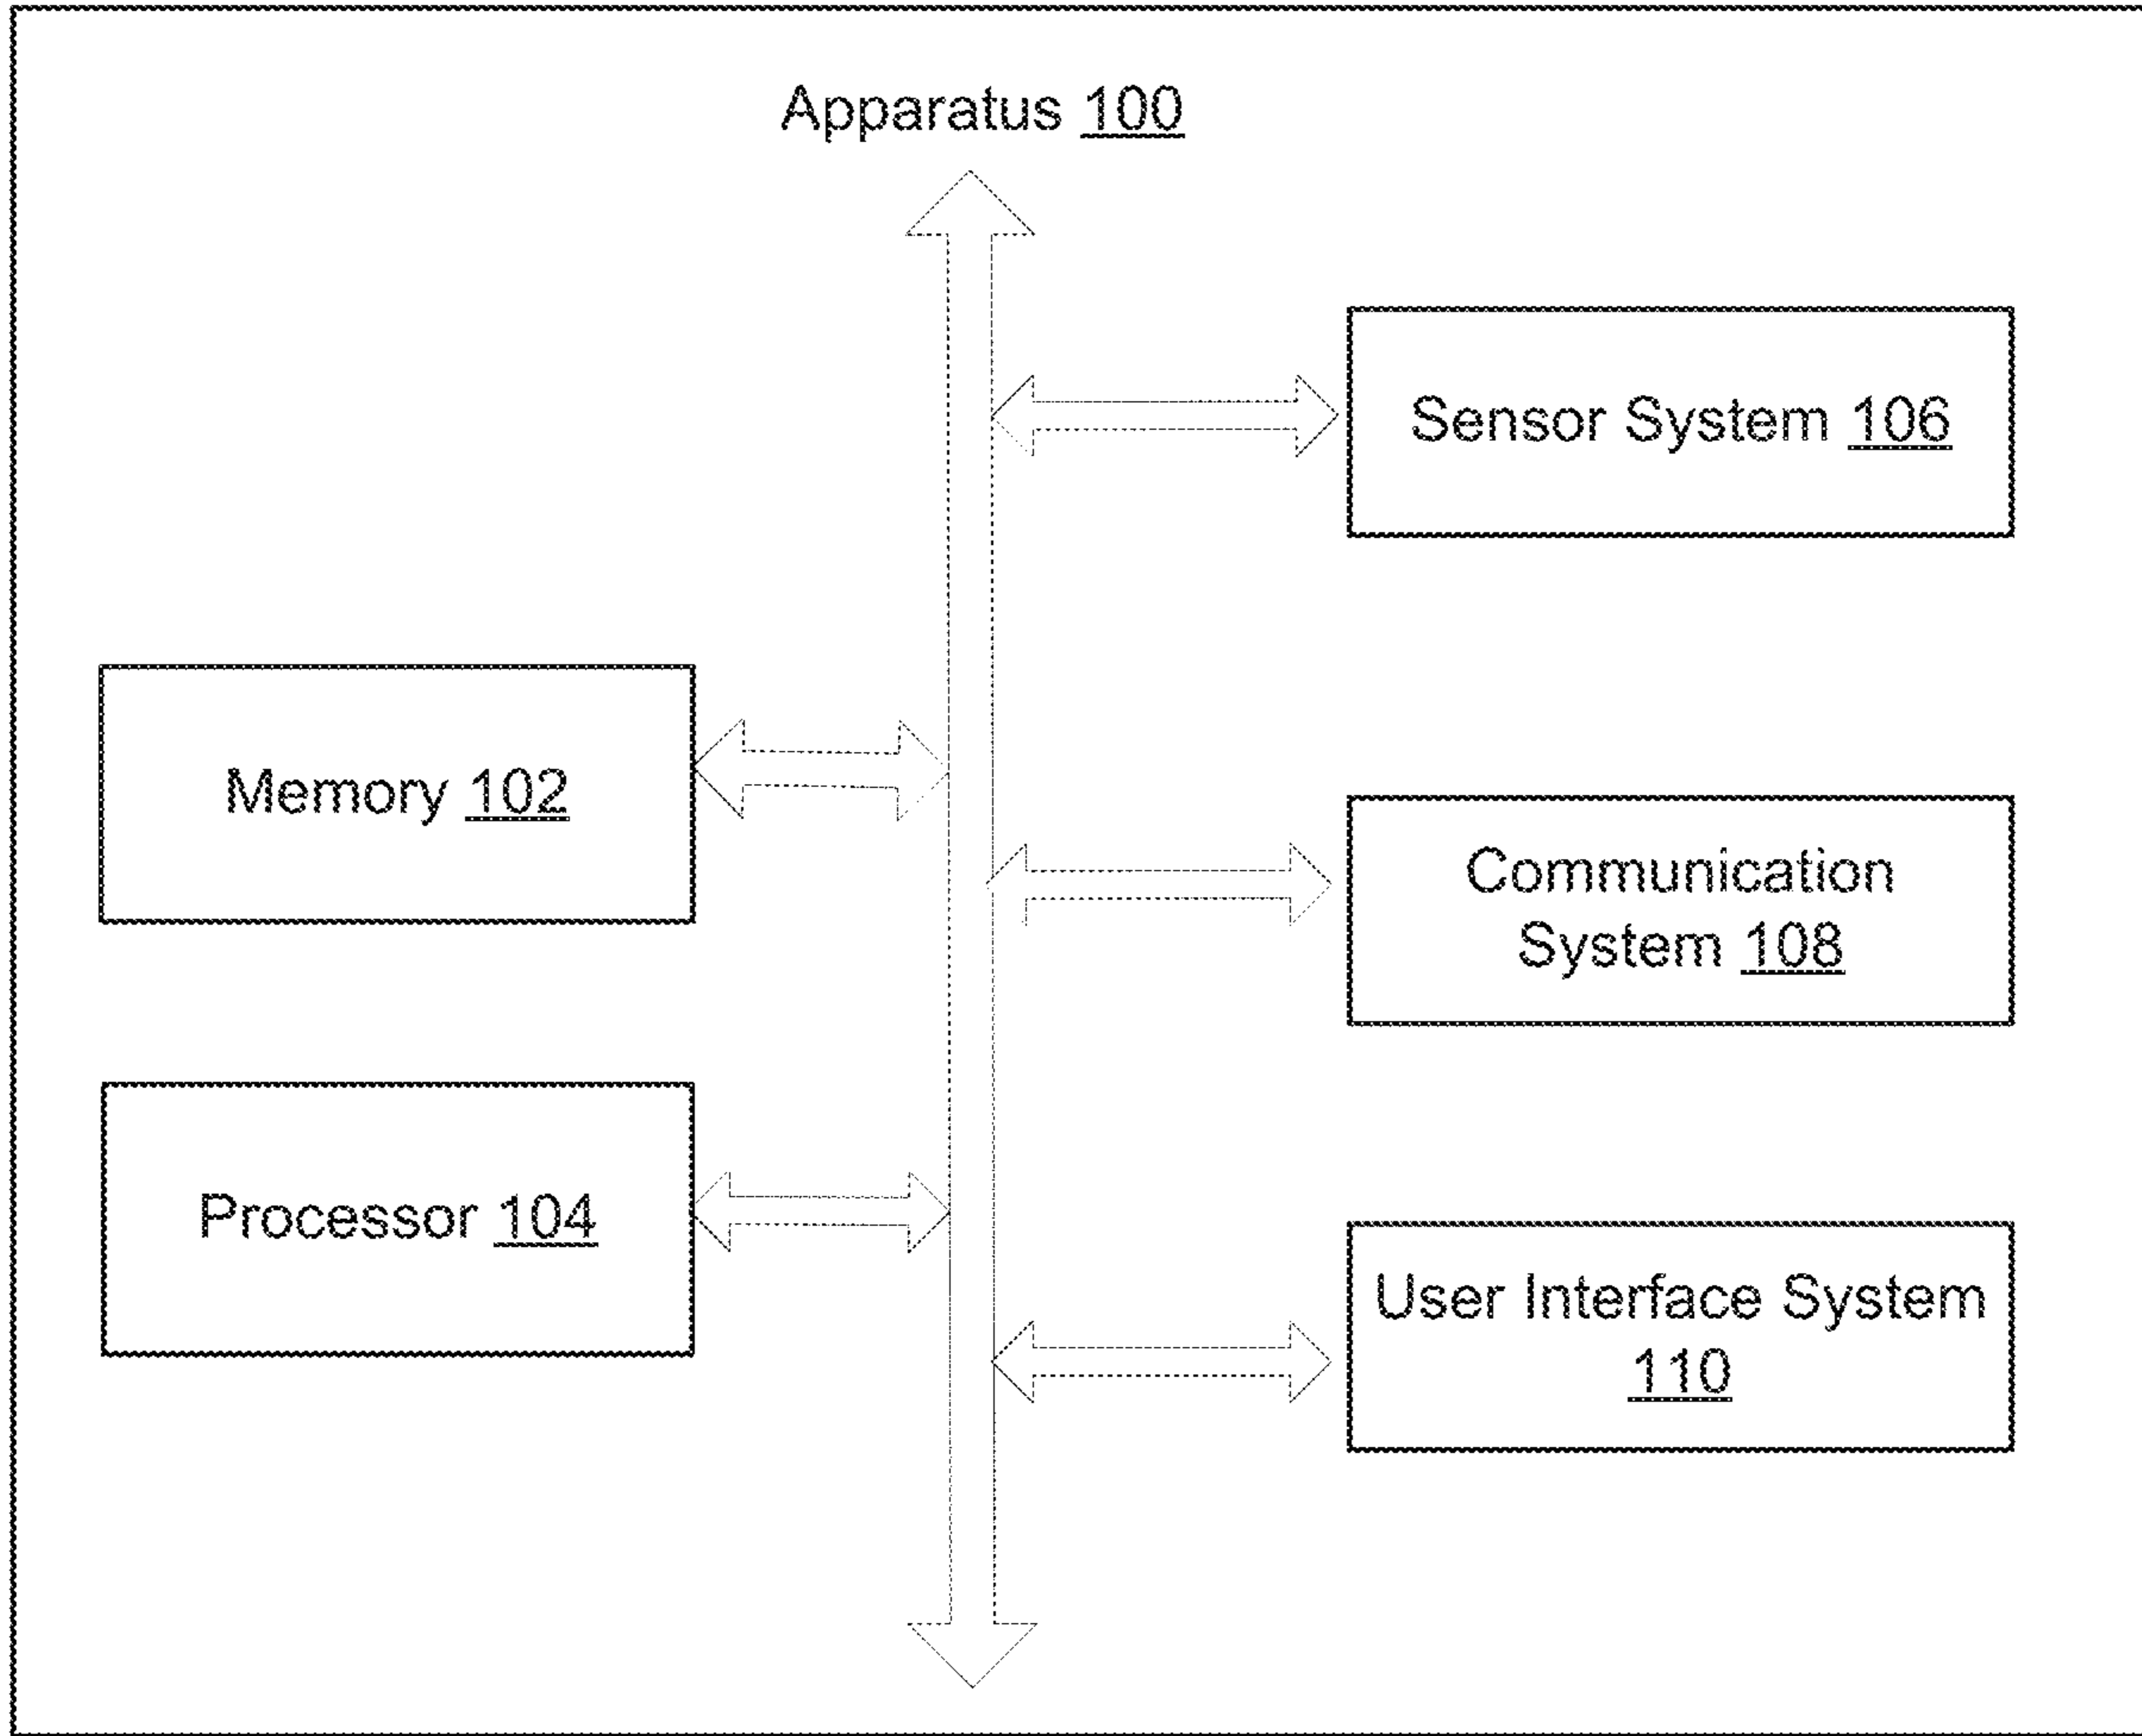 Apparatus 100
Sensor System 106
Memory 102
Communication
System 108
Processor 104
User Interface System
110